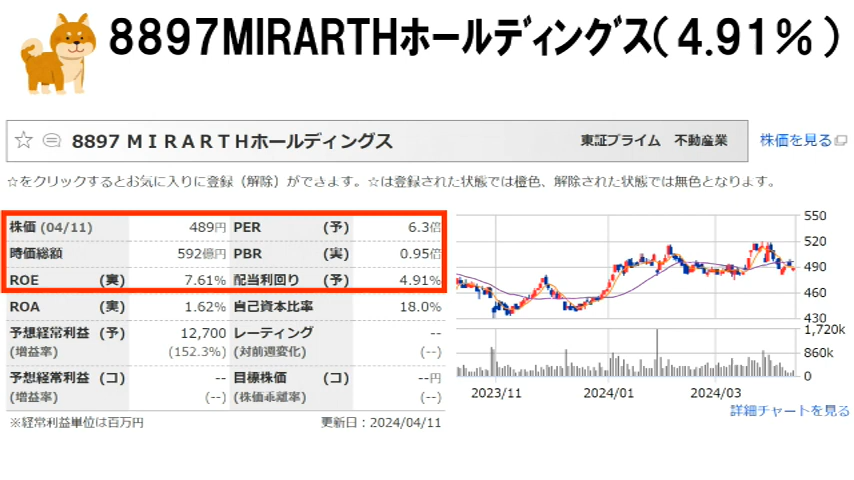 8897MIRARTHホールディングス(4.91%)
☆ 8897 ＭＩＲＡＲＴＨホールディングス 東証プライム 不動産業 株価を見る
☆をクリックするとお気に入りに登録（解除）ができます。☆は登録された状態では橙色、解除された状態では無色となります。
株価 (04/11) 489円 PER (予) 6.3倍
時価総額 592億円 PBR (実) 0.95倍
ROE (実) 7.61% 配当利回り (予) 4.91%
ROA (実) 1.62% 自己資本比率 18.0%
予想経常利益 (予) 12,700 レーティング --
(増益率) (152.3%) (対前週変化) (--)
予想経常利益 (コ) -- 目標株価 (コ) --円
(増益率) (--) (株価乖離率) (--)
※経常利益単位は百万円 更新日：2024/04/11
550
520
490
460
430
1,720k
860k
0
2023/11 2024/01 2024/03
詳細チャートを見る